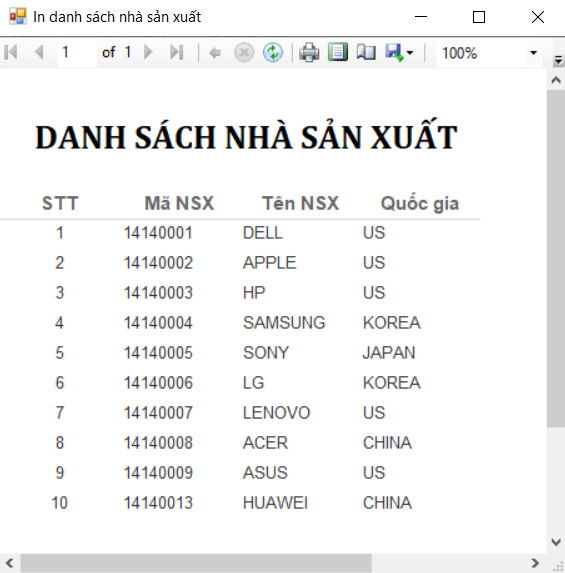 In danh sách nhà sản xuất
1 of 1 100%
DANH SÁCH NHÀ SẢN XUẤT
STT Mã NSX Tên NSX Quốc gia
1 14140001 DELL US
2 14140002 APPLE US
3 14140003 HP US
4 14140004 SAMSUNG KOREA
5 14140005 SONY JAPAN
6 14140006 LG KOREA
7 14140007 LENOVO US
8 14140008 ACER CHINA
9 14140009 ASUS US
10 14140013 HUAWEI CHINA